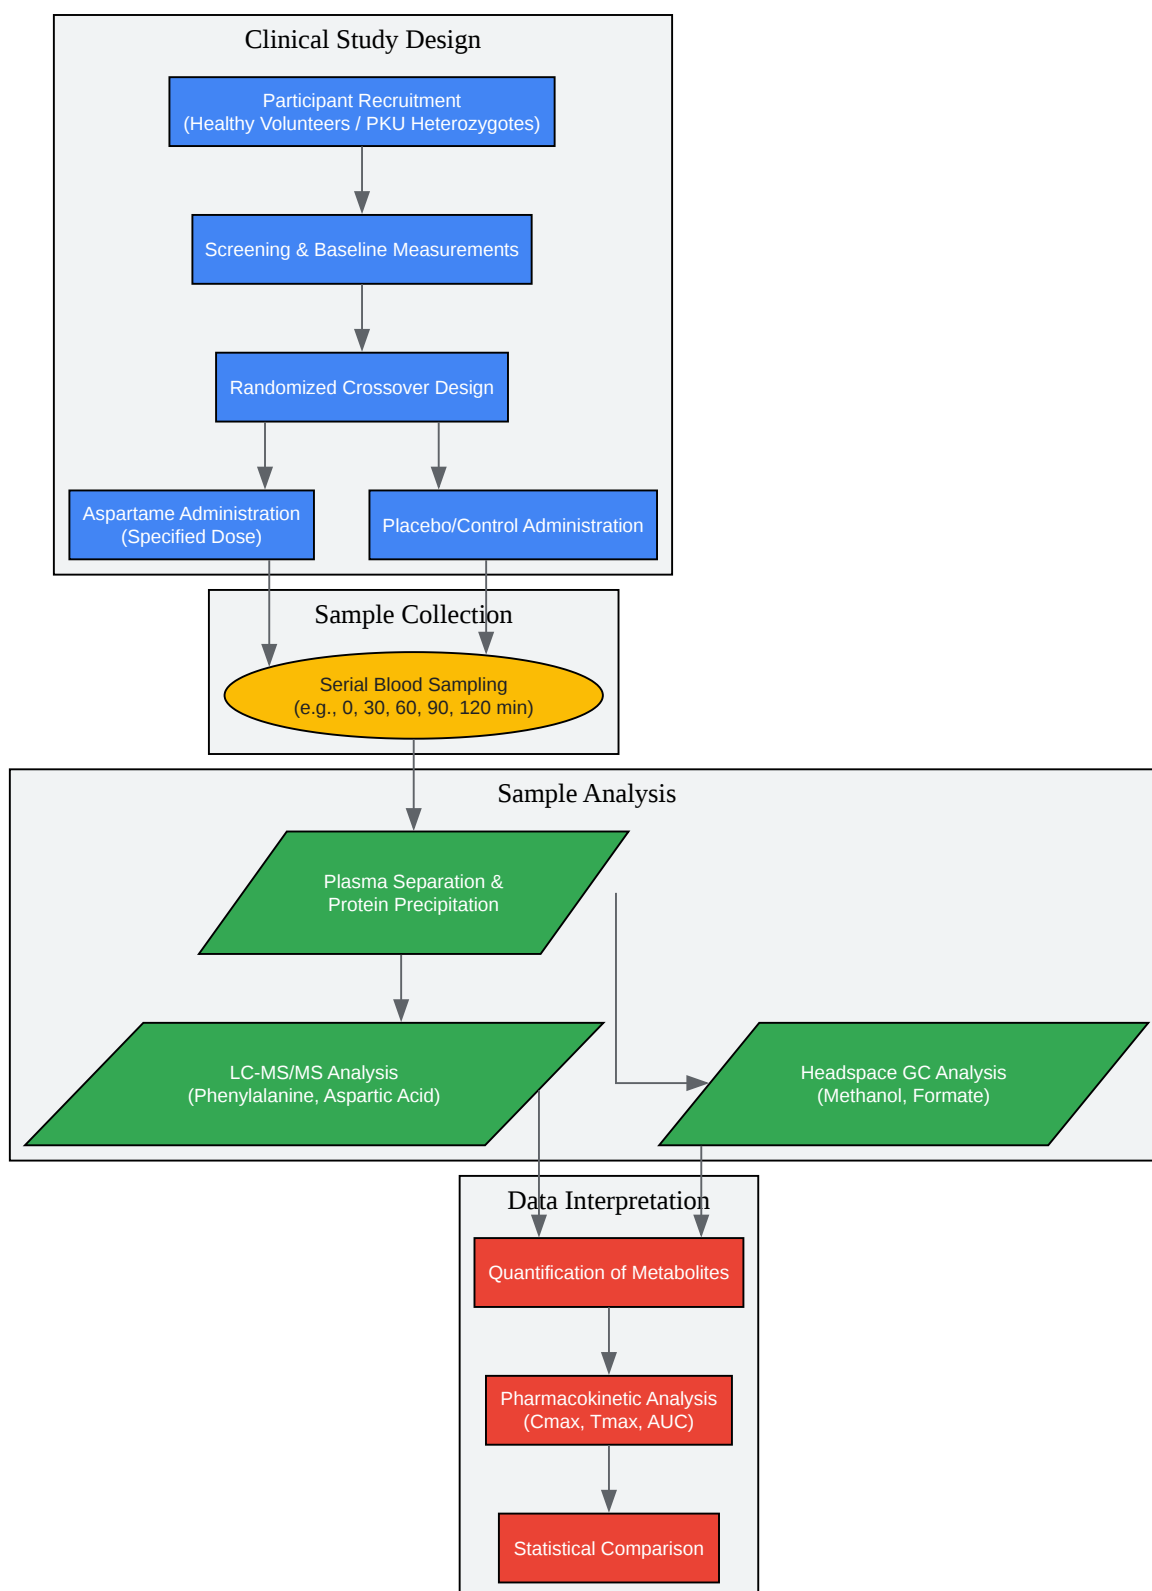 Clinical Study Design
Participant Recruitment
(Healthy Volunteers / PKU Heterozygotes)
Screening & Baseline Measurements
Randomized Crossover Design
Aspartame Administration
(Specified Dose)
Placebo/Control Administration
Sample Collection
Serial Blood Sampling
(e.g., 0, 30, 60, 90, 120 min)
Sample Analysis
Plasma Separation &
Protein Precipitation
LC-MS/MS Analysis
(Phenylalanine, Aspartic Acid)
Headspace GC Analysis
(Methanol, Formate)
Data Interpretation
Quantification of Metabolites
Pharmacokinetic Analysis
(Cmax, Tmax, AUC)
Statistical Comparison